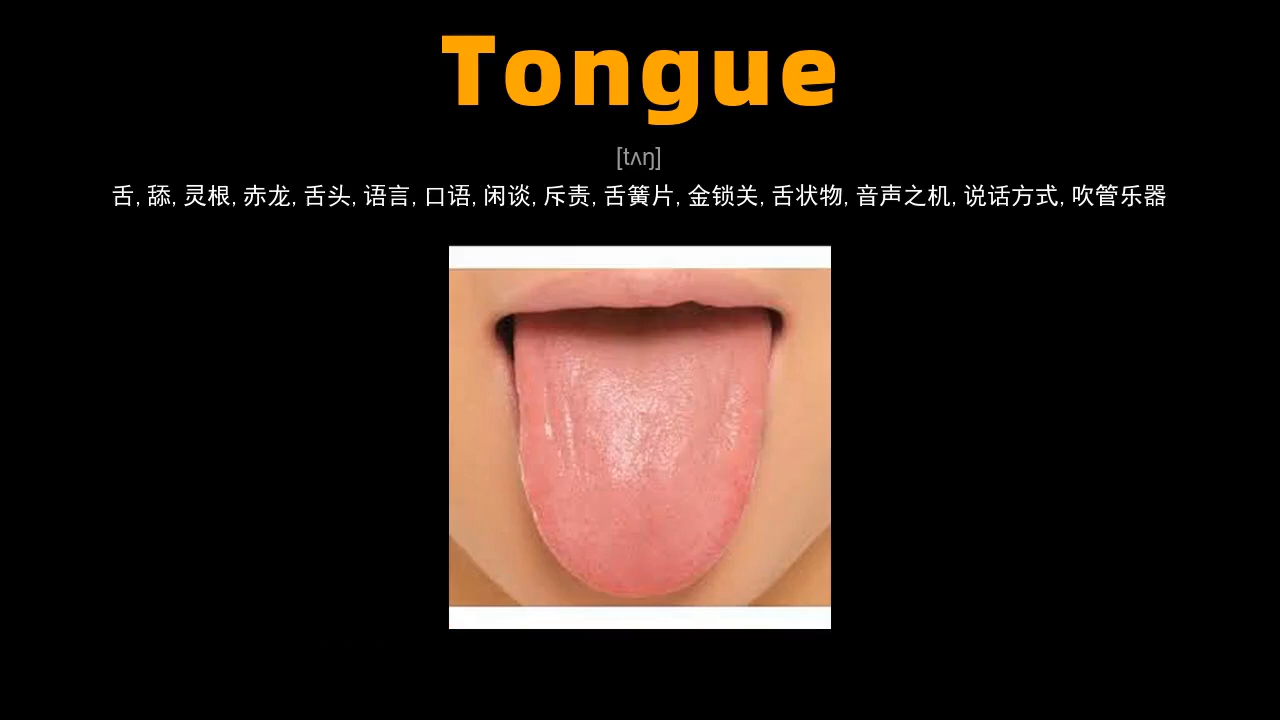 Tongue
[tʌŋ]
舌, 舔, 灵根, 赤龙, 舌头, 语言, 口语, 闲谈, 斥责, 舌簧片, 金锁关, 舌状物, 音声之机, 说话方式, 吹管乐器